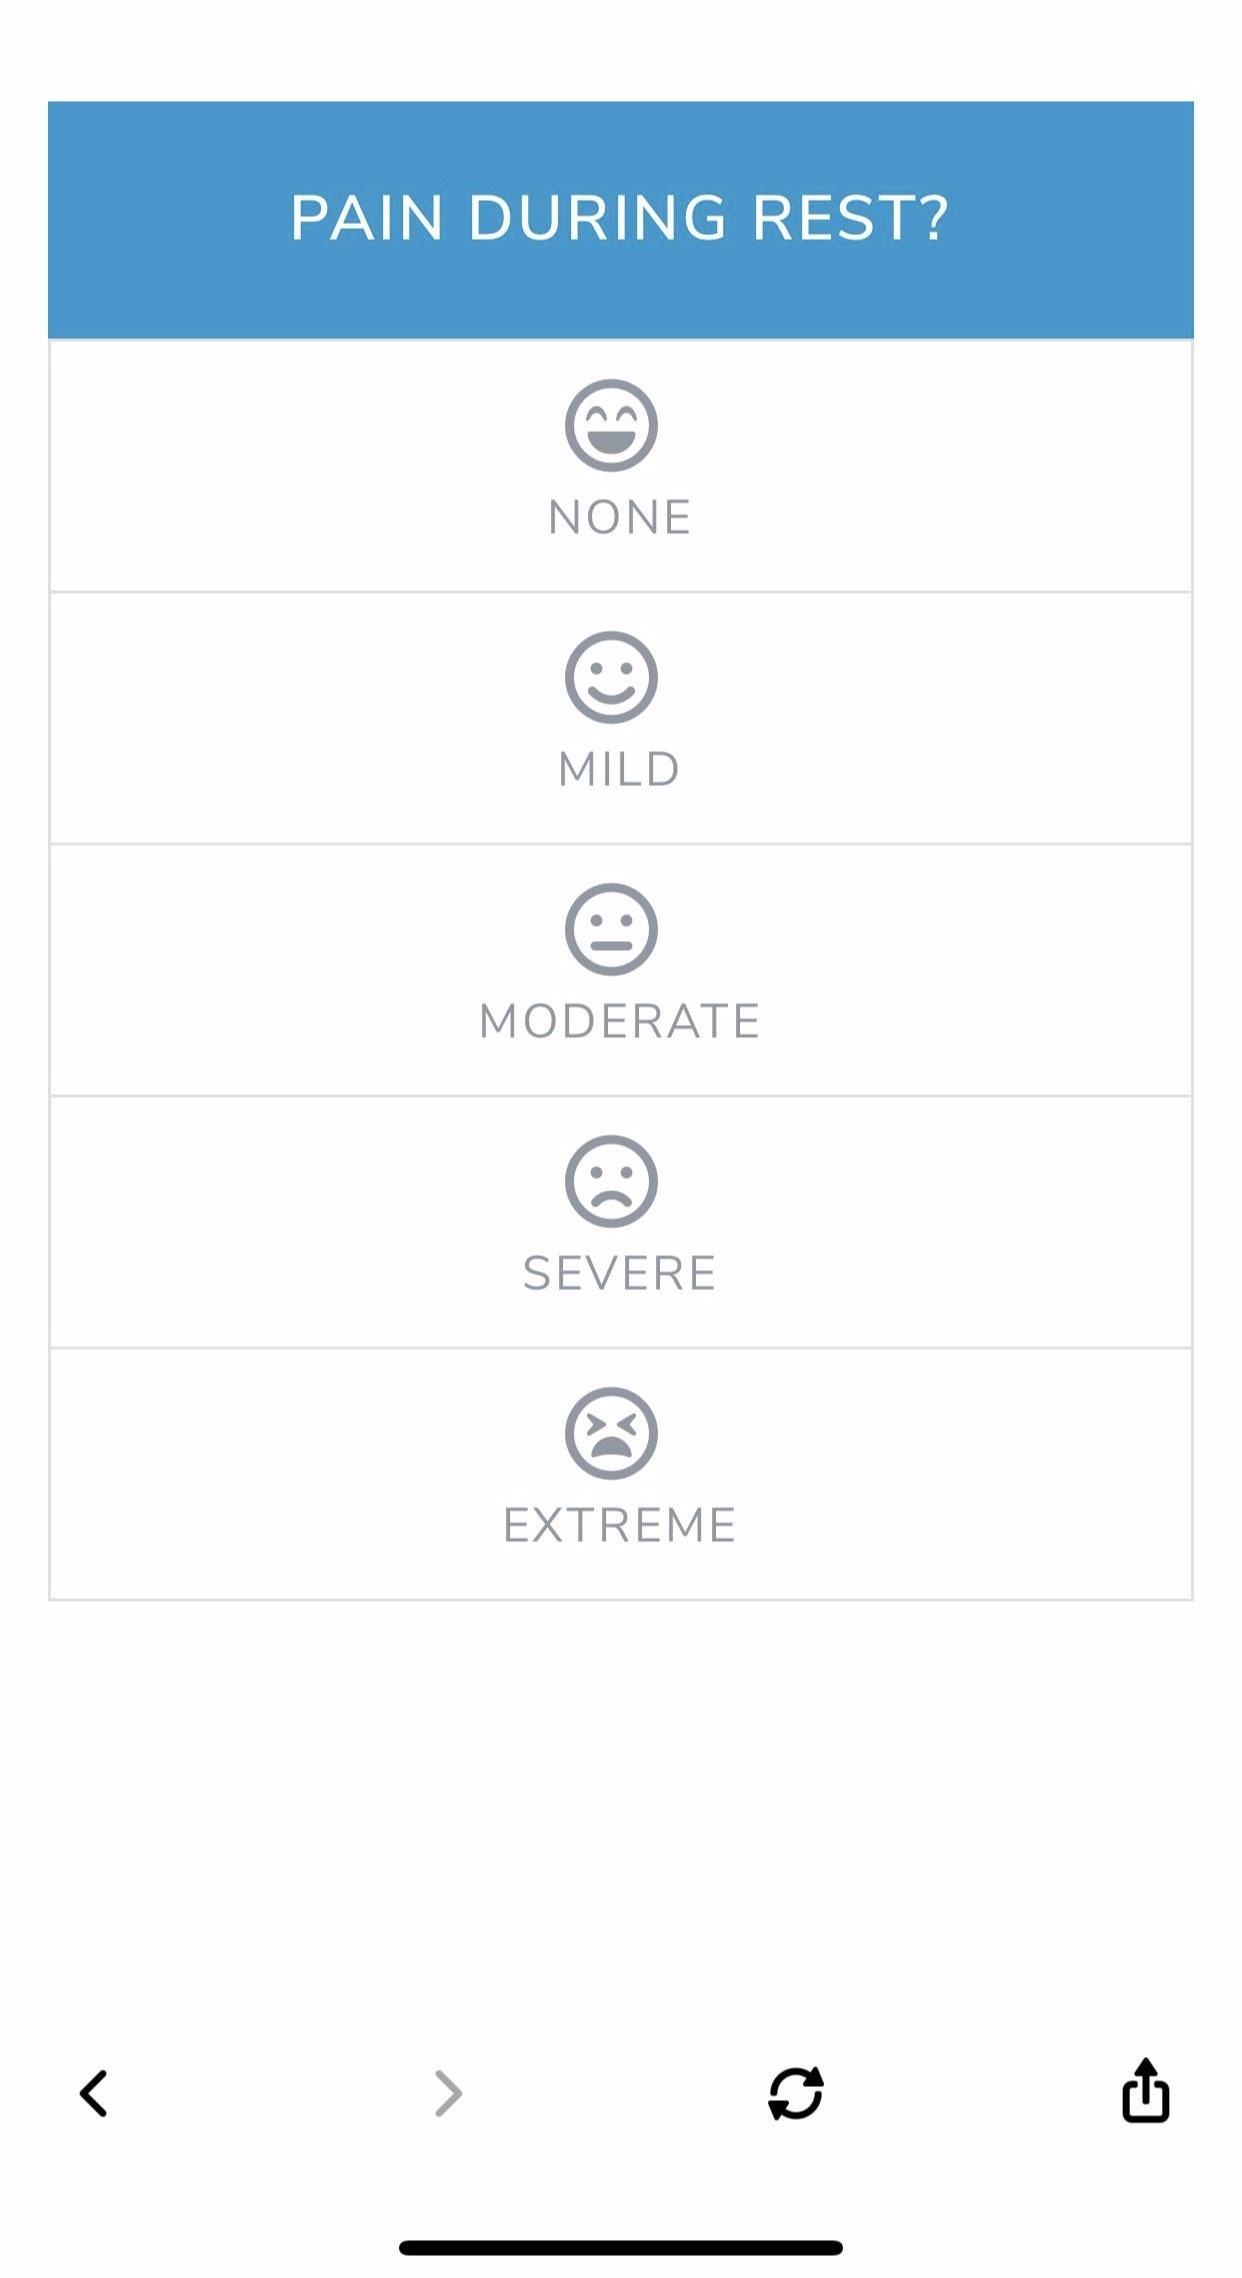 PAIN DURING REST?
NONE
MILD
MODERATE
SEVERE
EXTREME